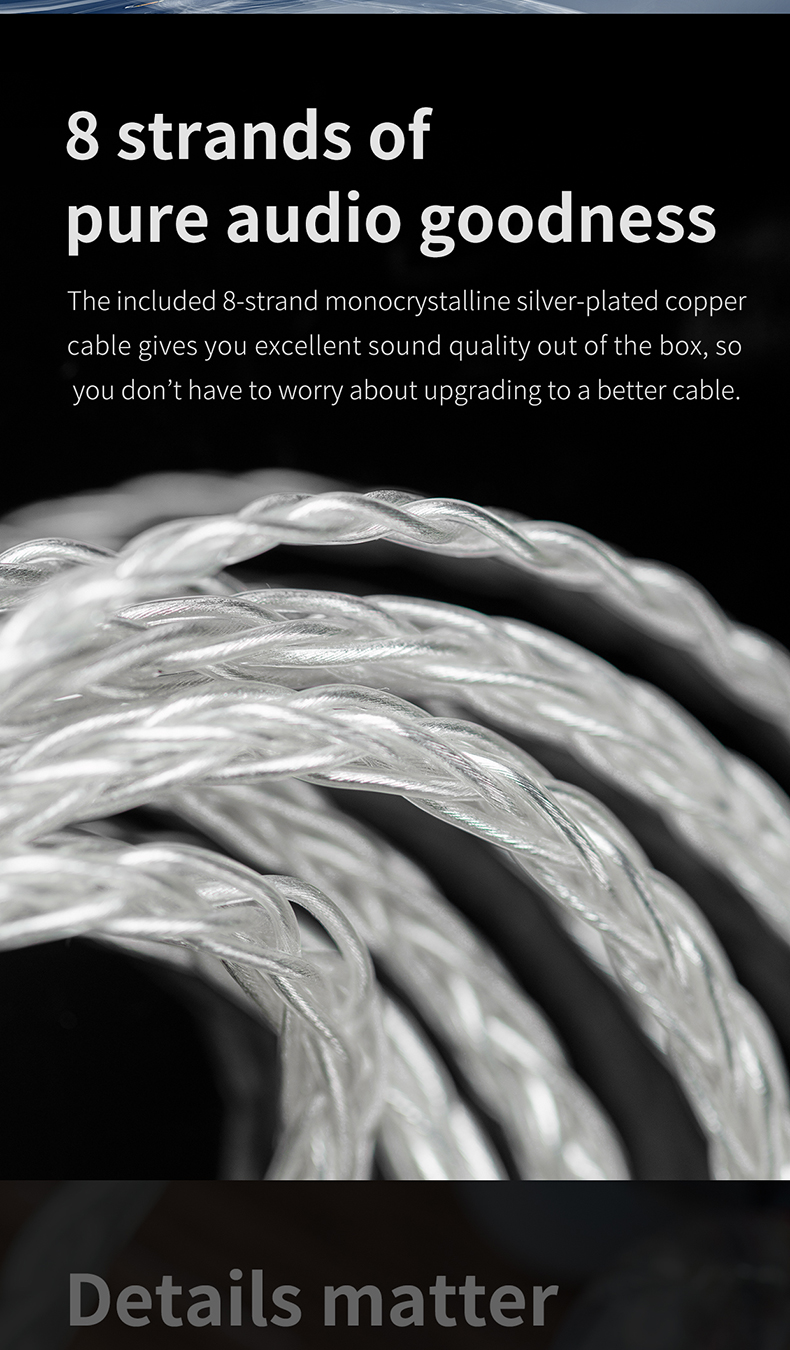 8 strands of
pure audio goodness
The included 8-strand monocrystalline silver-plated copper
cable gives you excellent sound quality out of the box, so
you don’t have to worry about upgrading to a better cable.
Details matter